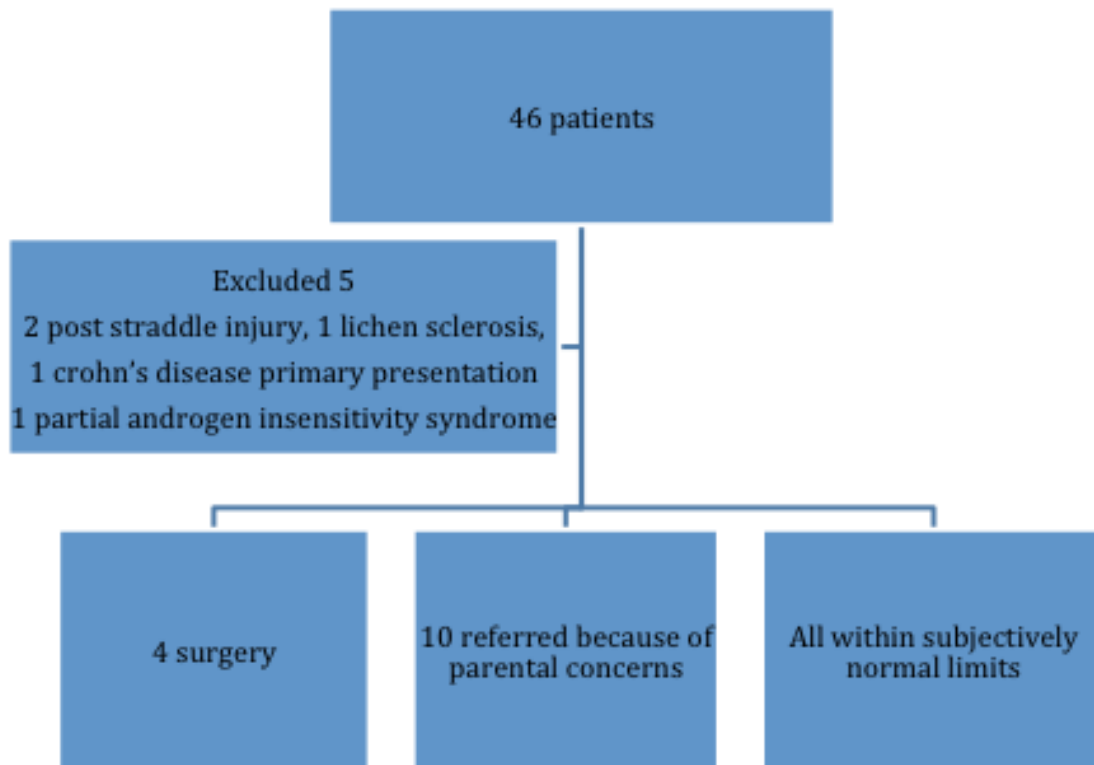 46 patients
Excluded 5
2 post straddle injury, 1 lichen sclerosis,
1 crohn's disease primary presentation
1 partial androgen insensitivity syndrome
4 surgery
10 referred because of
parental concerns
All within subjectively
normal limits